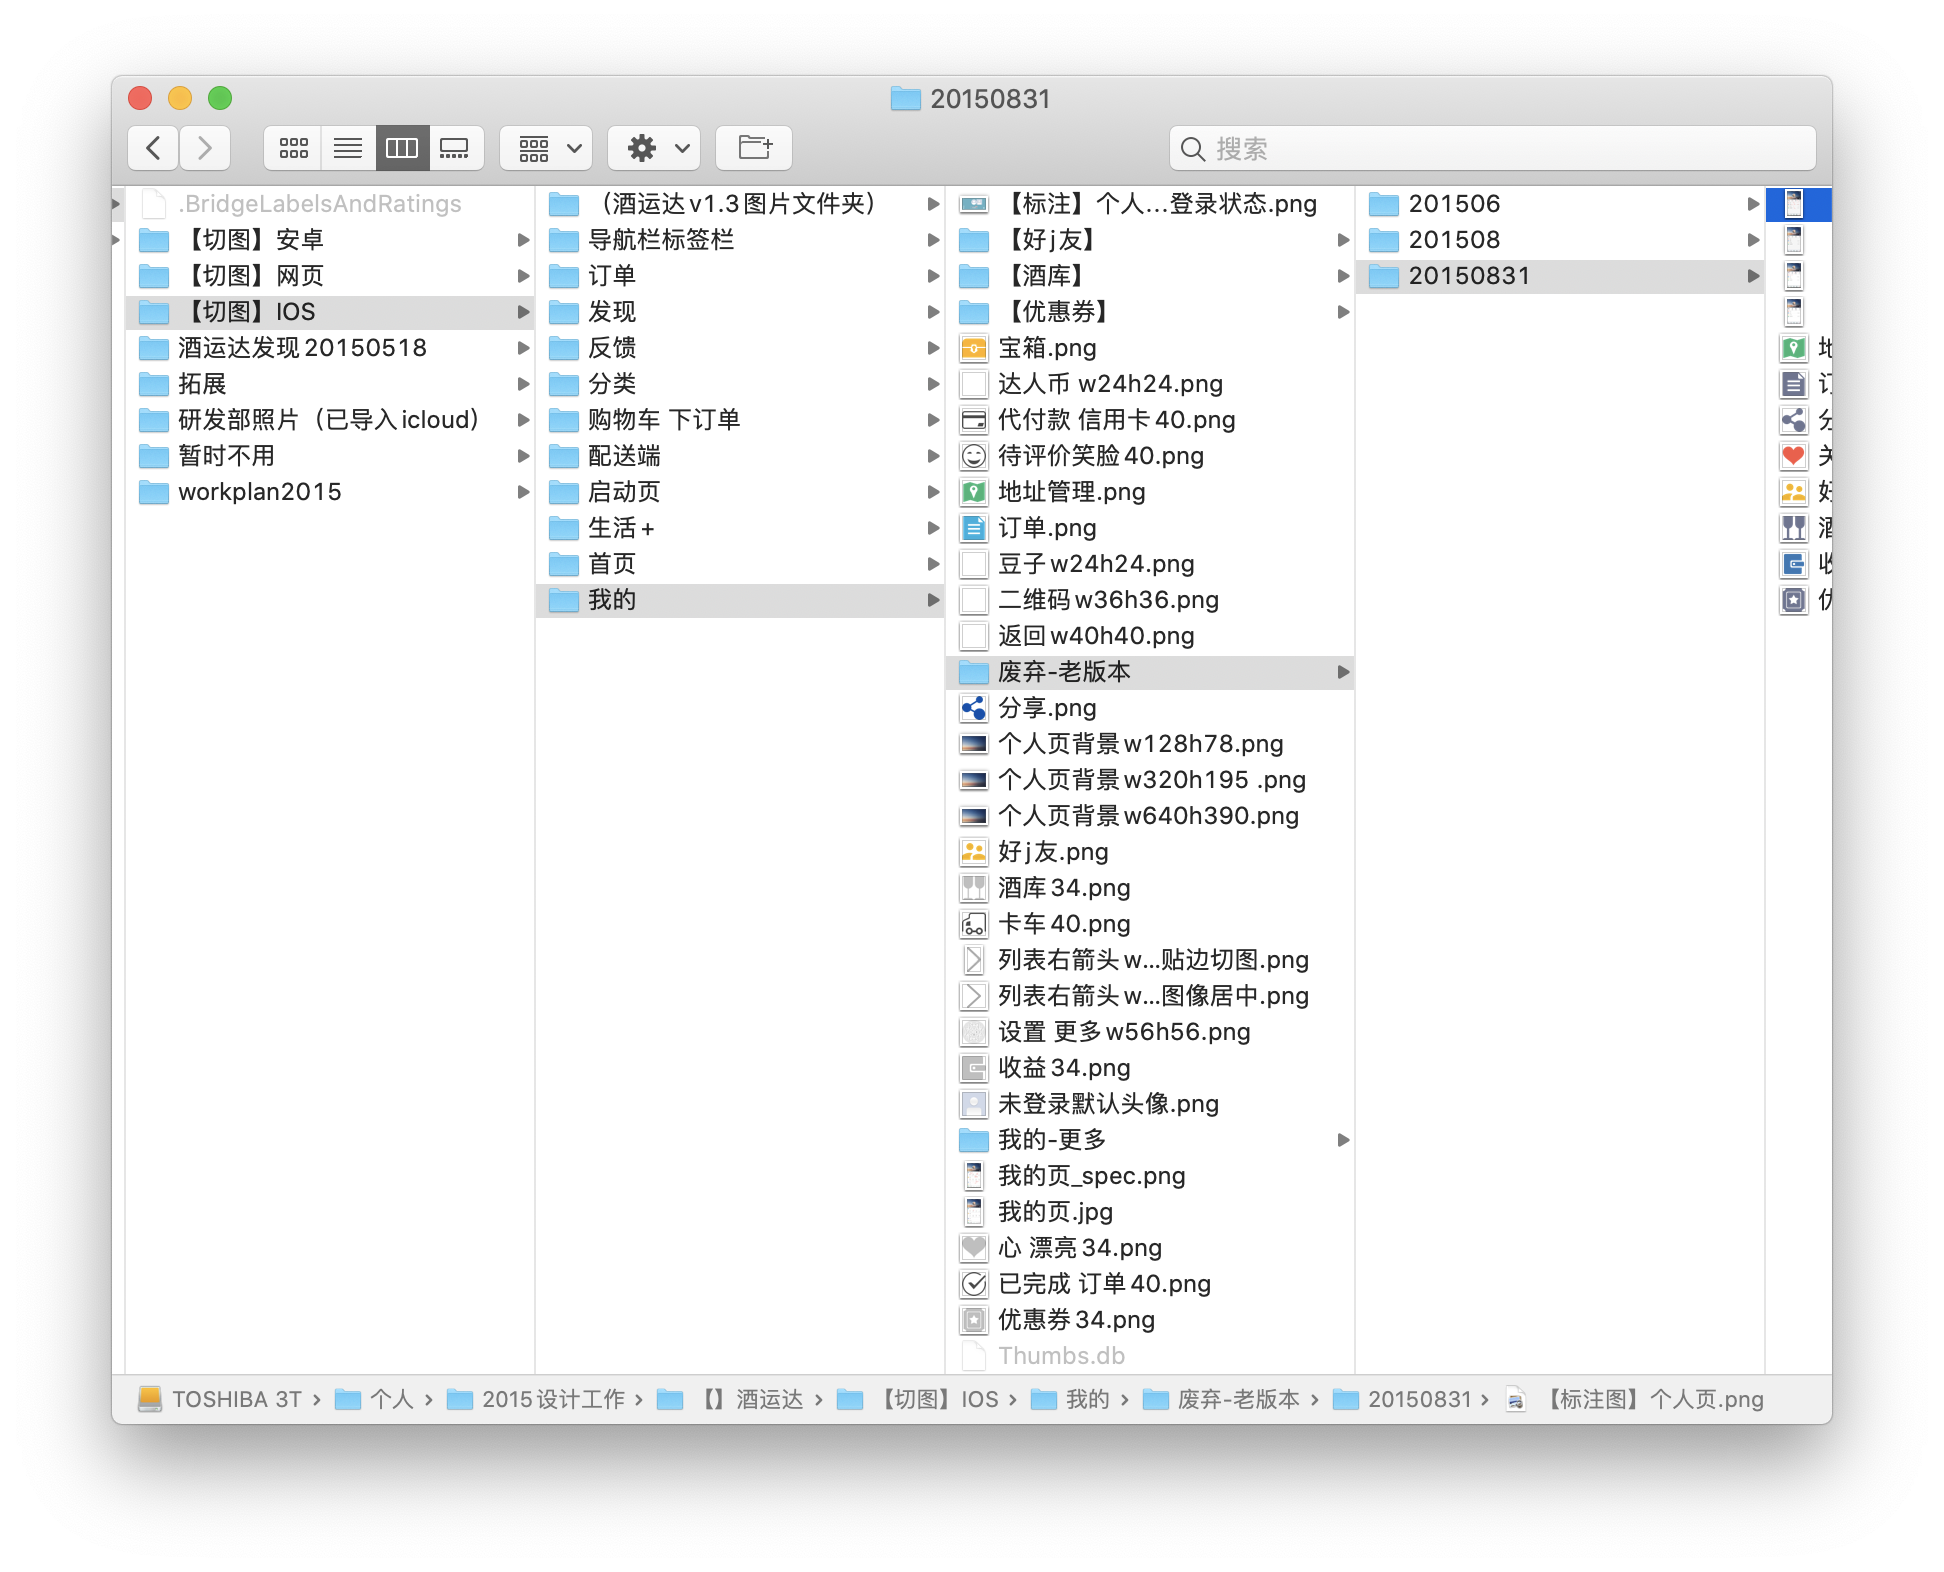 20150831
搜索
.BridgeLabelsAndRatings
【切图】安卓
【切图】网页
【切图】IOS
酒运达发现20150518
拓展
研发部照片（已导入icloud）
暂时不用
workplan2015
（酒运达v1.3图片文件夹）
导航栏标签栏
订单
发现
反馈
分类
购物车 下订单
配送端
启动页
生活+
首页
我的
【标注】个人...登录状态.png
【好j友】
【酒库】
【优惠券】
宝箱.png
达人币 w24h24.png
代付款 信用卡40.png
待评价笑脸40.png
地址管理.png
订单.png
豆子w24h24.png
二维码w36h36.png
返回w40h40.png
废弃-老版本
分享.png
个人页背景w128h78.png
个人页背景w320h195 .png
个人页背景w640h390.png
好j友.png
酒库34.png
卡车40.png
列表右箭头w...贴边切图.png
列表右箭头w...图像居中.png
设置 更多w56h56.png
收益34.png
未登录默认头像.png
我的-更多
我的页_spec.png
我的页.jpg
心 漂亮34.png
已完成 订单40.png
优惠券34.png
Thumbs.db
201506
201508
20150831
TOSHIBA 3T › 个人 › 2015设计工作 › 【】酒运达 › 【切图】IOS › 我的 › 废弃-老版本 › 20150831 › 【标注图】个人页.png